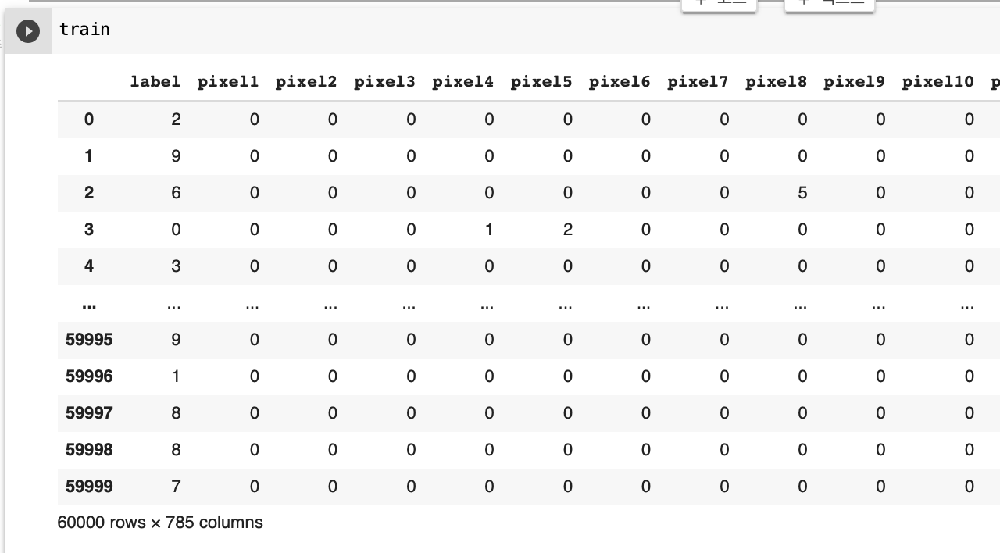 train
label pixel1 pixel2 pixel3 pixel4 pixel5 pixel6 pixel7 pixel8 pixel9 pixel10 p
0 2 0 0 0 0 0 0 0 0 0 0
1 9 0 0 0 0 0 0 0 0 0 0
2 6 0 0 0 0 0 0 0 5 0 0
3 0 0 0 0 1 2 0 0 0 0 0
4 3 0 0 0 0 0 0 0 0 0 0
... ... ... ... ... ... ... ... ... ... ... ...
59995 9 0 0 0 0 0 0 0 0 0 0
59996 1 0 0 0 0 0 0 0 0 0 0
59997 8 0 0 0 0 0 0 0 0 0 0
59998 8 0 0 0 0 0 0 0 0 0 0
59999 7 0 0 0 0 0 0 0 0 0 0
60000 rows × 785 columns